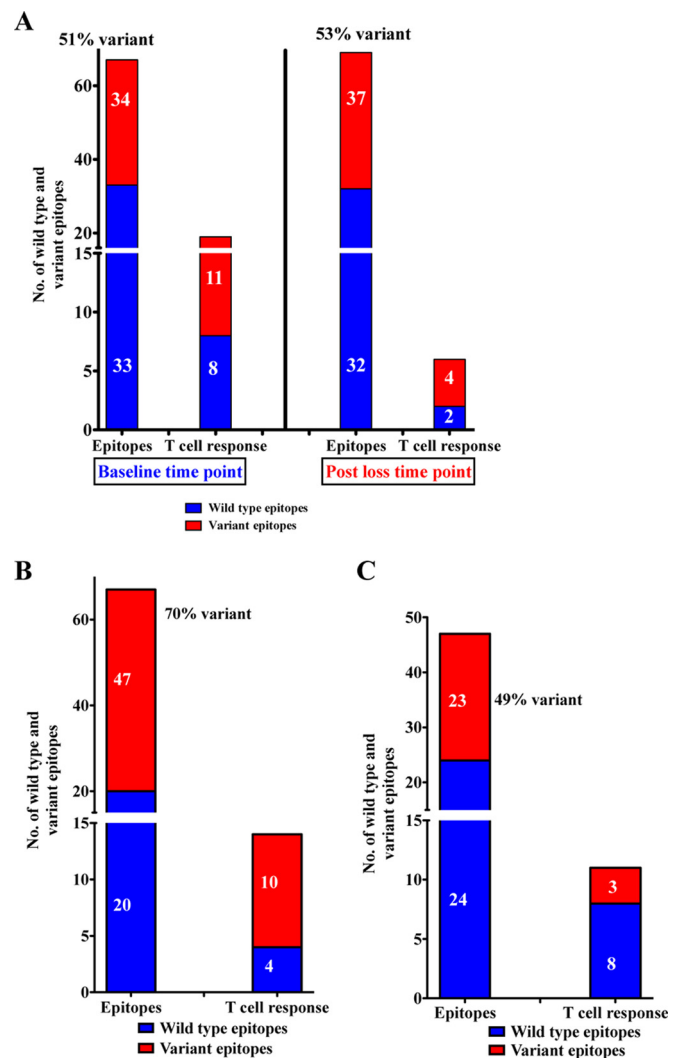 A
51% variant
53% variant
No. of wild type and
variant epitopes
60
40
20
15
10
5
0
34
33
11
8
37
32
4
2
Epitopes T cell response Epitopes T cell response
Baseline time point Post loss time point
Wild type epitopes
Variant epitopes
B
70% variant
No. of wild type and
variant epitopes
60
40
20
15
10
5
0
47
20
10
4
Epitopes T cell response
Wild type epitopes
Variant epitopes
C
49% variant
No. of wild type and
variant epitopes
50
40
30
20
15
10
5
0
23
24
3
8
Epitopes T cell response
Wild type epitopes
Variant epitopes